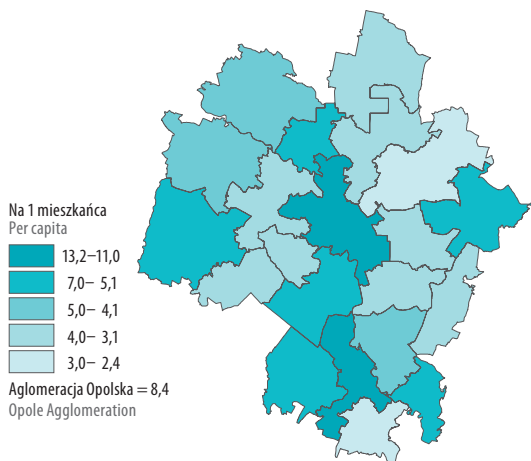 Na 1 mieszkańca
Per capita
13,2–11,0
7,0– 5,1
5,0– 4,1
4,0– 3,1
3,0– 2,4
Aglomeracja Opolska = 8,4
Opole Agglomeration